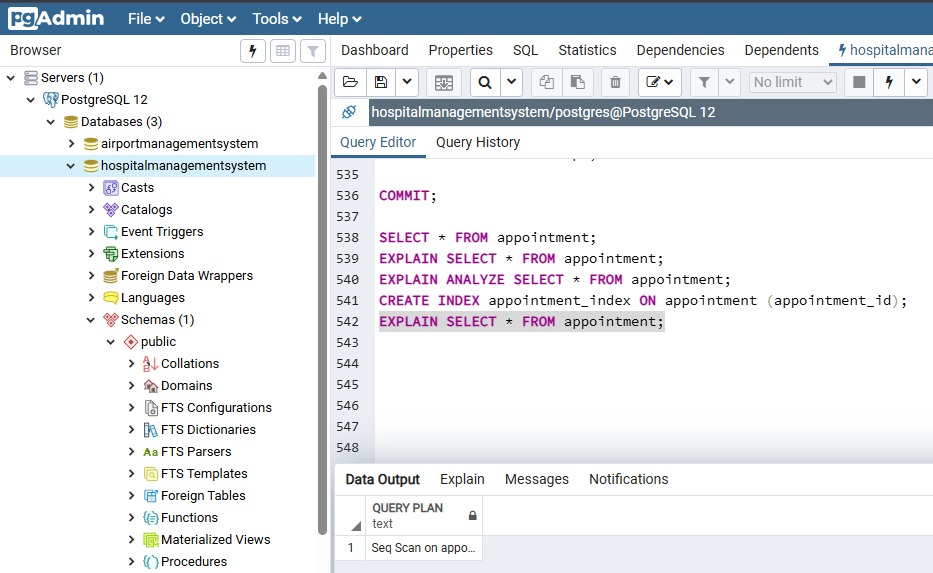 pgAdmin File Object Tools Help
Browser
Dashboard Properties SQL Statistics Dependencies Dependents hospitalmana
No limit
Servers (1)
PostgreSQL 12
Databases (3)
airportmanagementsystem
hospitalmanagementsystem
Casts
Catalogs
Event Triggers
Extensions
Foreign Data Wrappers
Languages
Schemas (1)
public
Collations
Domains
FTS Configurations
FTS Dictionaries
Aa FTS Parsers
FTS Templates
Foreign Tables
Functions
Materialized Views
Procedures
hospitalmanagementsystem/postgres@PostgreSQL 12
Query Editor Query History
535
536 COMMIT;
537
538 SELECT * FROM appointment;
539 EXPLAIN SELECT * FROM appointment;
540 EXPLAIN ANALYZE SELECT * FROM appointment;
541 CREATE INDEX appointment_index ON appointment (appointment_id);
542 EXPLAIN SELECT * FROM appointment;
543
544
545
546
547
548
Data Output Explain Messages Notifications
QUERY PLAN
text
1 Seq Scan on appo...